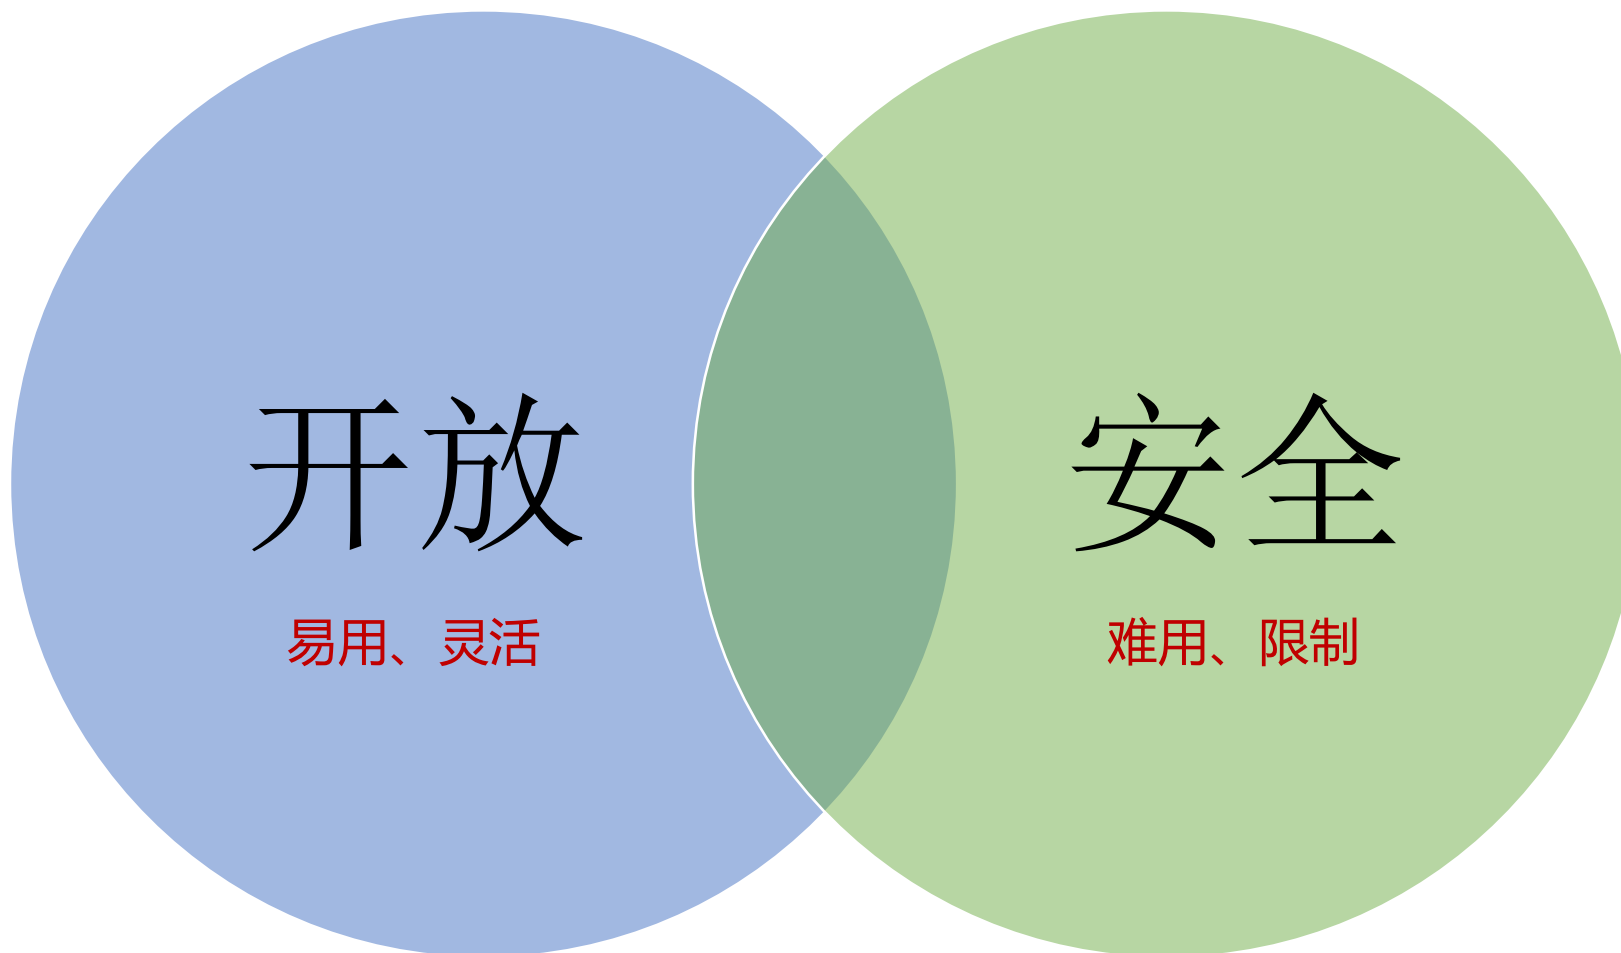 开放
易用、灵活
安全
难用、限制